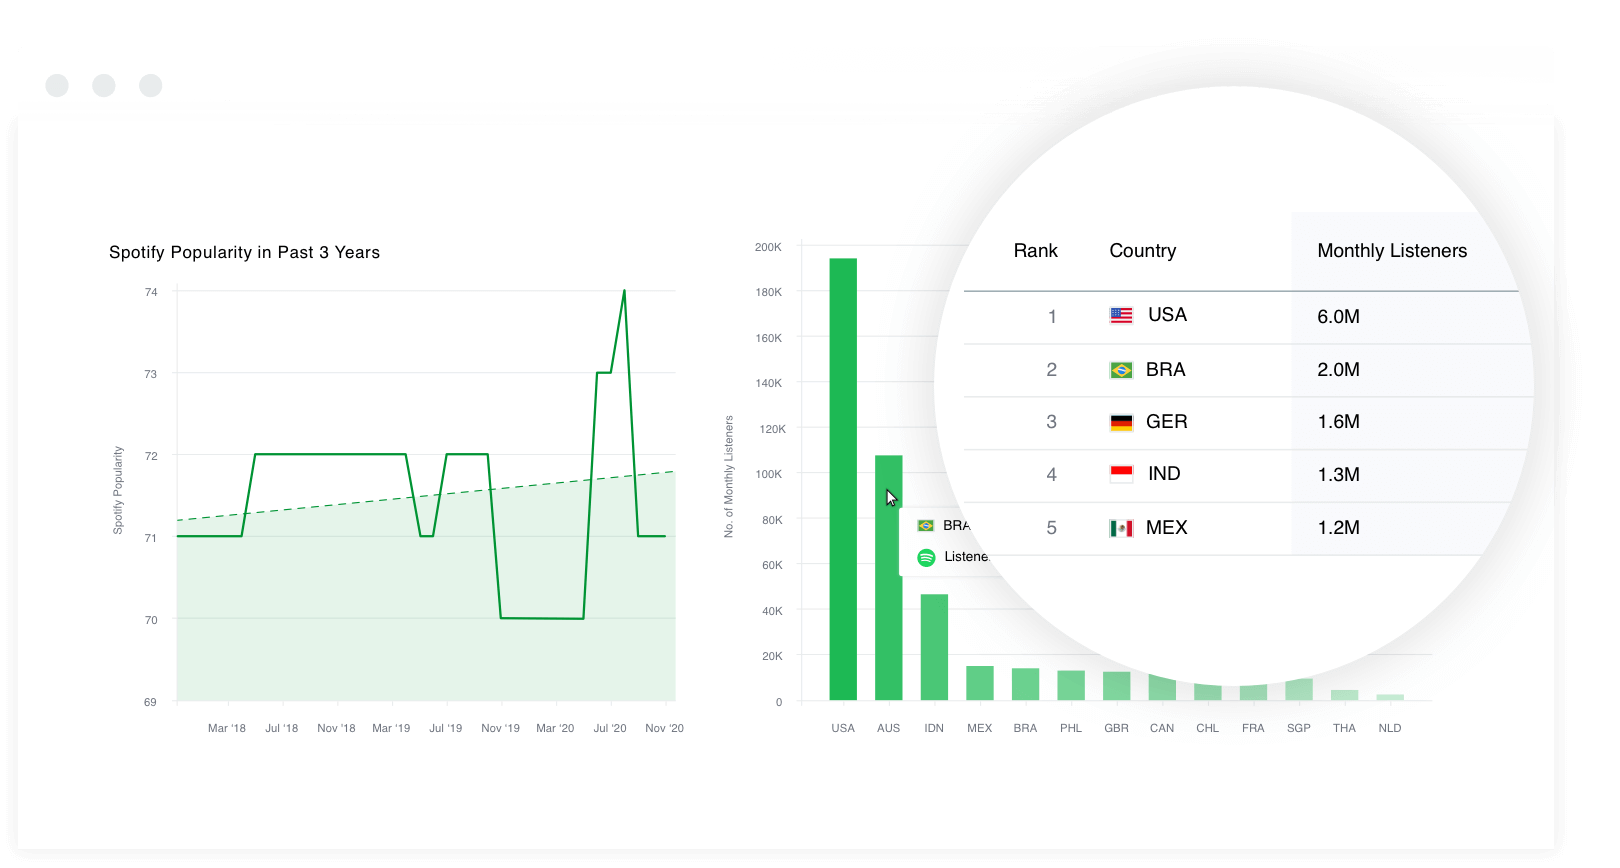 Spotify Popularity in Past 3 Years
Spotify Popularity
74
73
72
71
70
69
Mar '18 Jul '18 Nov '18 Mar '19 Jul '19 Nov '19 Mar '20 Jul '20 Nov '20
No. of Monthly Listeners
200K
180K
160K
140K
120K
100K
80K
60K
40K
20K
0
USA AUS IDN MEX BRA PHL GBR CAN CHL FRA SGP THA NLD
BRA
Listene
Rank Country Monthly Listeners
1 USA 6.0M
2 BRA 2.0M
3 GER 1.6M
4 IND 1.3M
5 MEX 1.2M